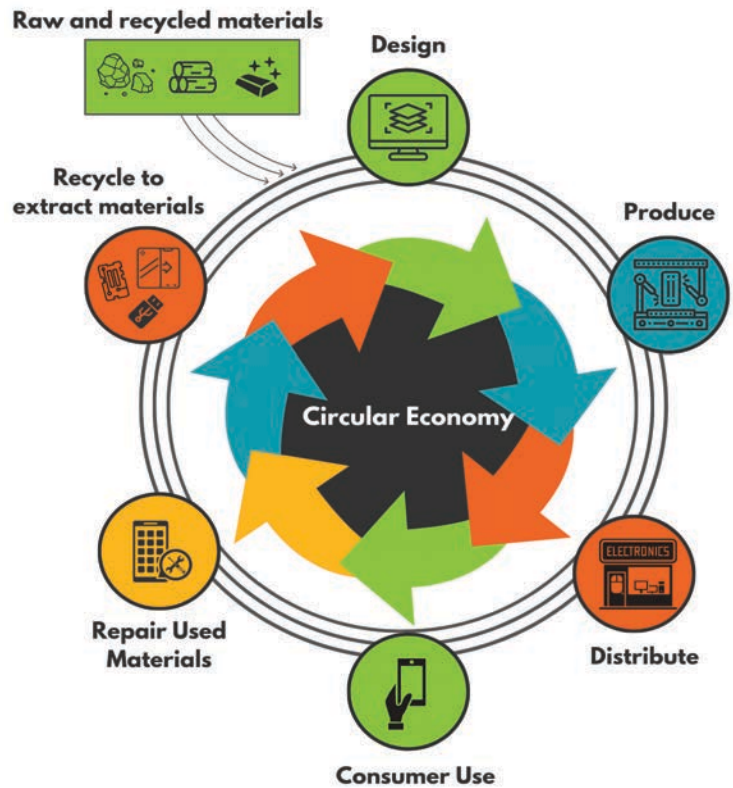 Raw and recycled materials
Design
Recycle to
extract materials
Produce
Circular Economy
ELECTRONICS
Repair Used
Materials
Distribute
Consumer Use